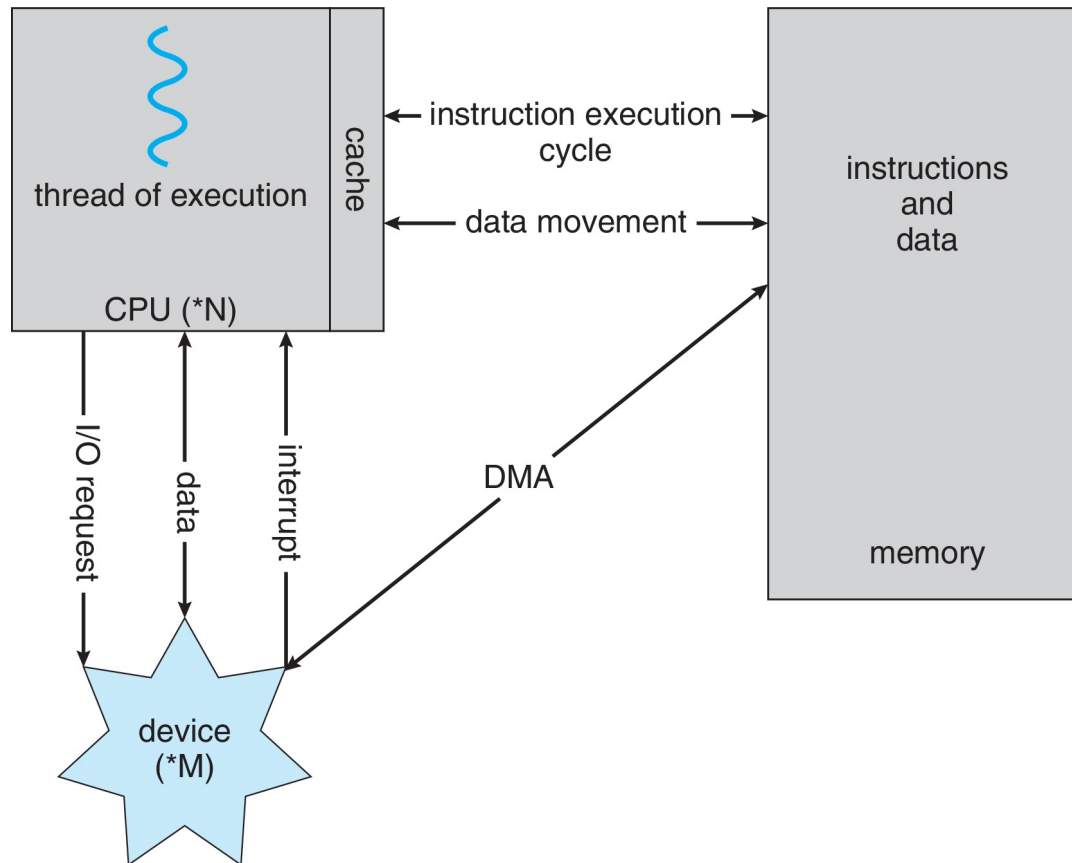 thread of execution
cache
CPU (*N)
instruction execution
cycle
data movement
instructions
and
data
memory
I/O request
data
interrupt
DMA
device
(*M)